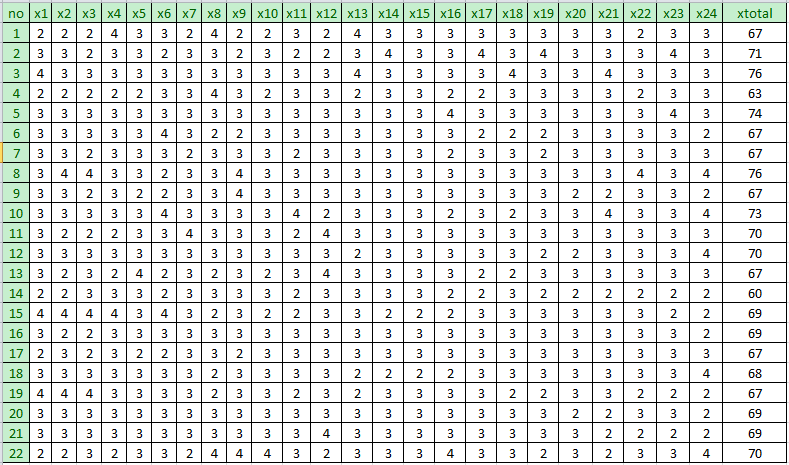 no x1 x2 x3 x4 x5 x6 x7 x8 x9 x10 x11 x12 x13 x14 x15 x16 x17 x18 x19 x20 x21 x22 x23 x24 xtotal
1 2 2 2 4 3 3 2 4 2 2 3 2 4 3 3 3 3 3 3 3 3 2 3 3 67
2 3 3 2 3 3 2 3 3 2 3 2 2 3 4 3 3 4 3 4 3 3 3 4 3 71
3 4 3 3 3 3 3 3 3 3 3 3 3 4 3 3 3 3 4 3 3 4 3 3 3 76
4 2 2 2 2 2 3 3 4 3 2 3 3 2 3 3 2 2 3 3 3 3 2 3 3 63
5 3 3 3 3 3 3 3 3 3 3 3 3 3 3 3 4 3 3 3 3 3 3 4 3 74
6 3 3 3 3 3 4 3 2 2 3 3 3 3 3 3 3 2 2 2 3 3 3 3 2 67
7 3 3 2 3 3 3 2 3 3 3 2 3 3 3 3 2 3 3 2 3 3 3 3 3 67
8 3 4 4 3 3 2 3 3 4 3 3 3 3 3 3 3 3 3 3 3 3 4 3 4 76
9 3 3 2 3 2 2 3 3 4 3 3 3 3 3 3 3 3 3 3 2 2 3 3 2 67
10 3 3 3 3 3 4 3 3 3 3 4 2 3 3 3 2 3 2 3 3 4 3 3 4 73
11 3 2 2 2 3 3 4 3 3 3 2 4 3 3 3 3 3 3 3 3 3 3 3 3 70
12 3 3 3 3 3 3 3 3 3 3 3 3 2 3 3 3 3 3 2 2 3 3 3 4 70
13 3 2 3 2 4 2 3 2 3 2 3 4 3 3 3 3 2 2 3 3 3 3 3 3 67
14 2 2 3 3 3 2 3 3 3 3 2 3 3 3 3 2 2 3 2 2 2 2 2 2 60
15 4 4 4 4 3 4 3 2 3 2 2 3 3 2 2 2 3 3 3 3 3 3 2 2 69
16 3 2 2 3 3 3 3 3 3 3 3 3 3 3 3 3 3 3 3 3 3 3 3 2 69
17 2 3 2 3 2 2 3 3 2 3 3 3 3 3 3 3 3 3 3 3 3 3 3 3 67
18 3 3 3 3 3 3 3 2 3 3 3 3 2 2 2 2 3 3 3 3 3 3 3 4 68
19 4 4 4 3 3 3 3 2 3 3 2 3 2 3 3 3 3 2 2 3 3 2 2 2 67
20 3 3 3 3 3 3 3 3 3 3 3 3 3 3 3 3 3 3 3 2 2 3 3 2 69
21 3 3 3 3 3 3 3 3 3 3 3 4 3 3 3 3 3 3 3 3 2 2 2 2 69
22 2 2 3 2 3 3 2 4 4 4 3 2 3 3 3 4 3 3 2 3 2 3 3 4 70